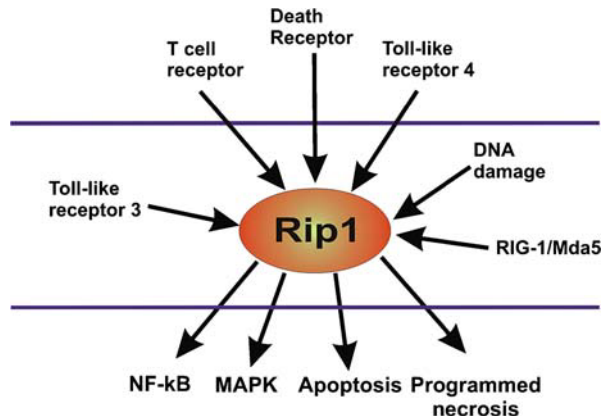 Death
Receptor
T cell
receptor
Toll-like
receptor 4
DNA
damage
Toll-like
receptor 3
Rip1
RIG-1/Mda5
NF-kB
MAPK
Apoptosis
Programmed
necrosis